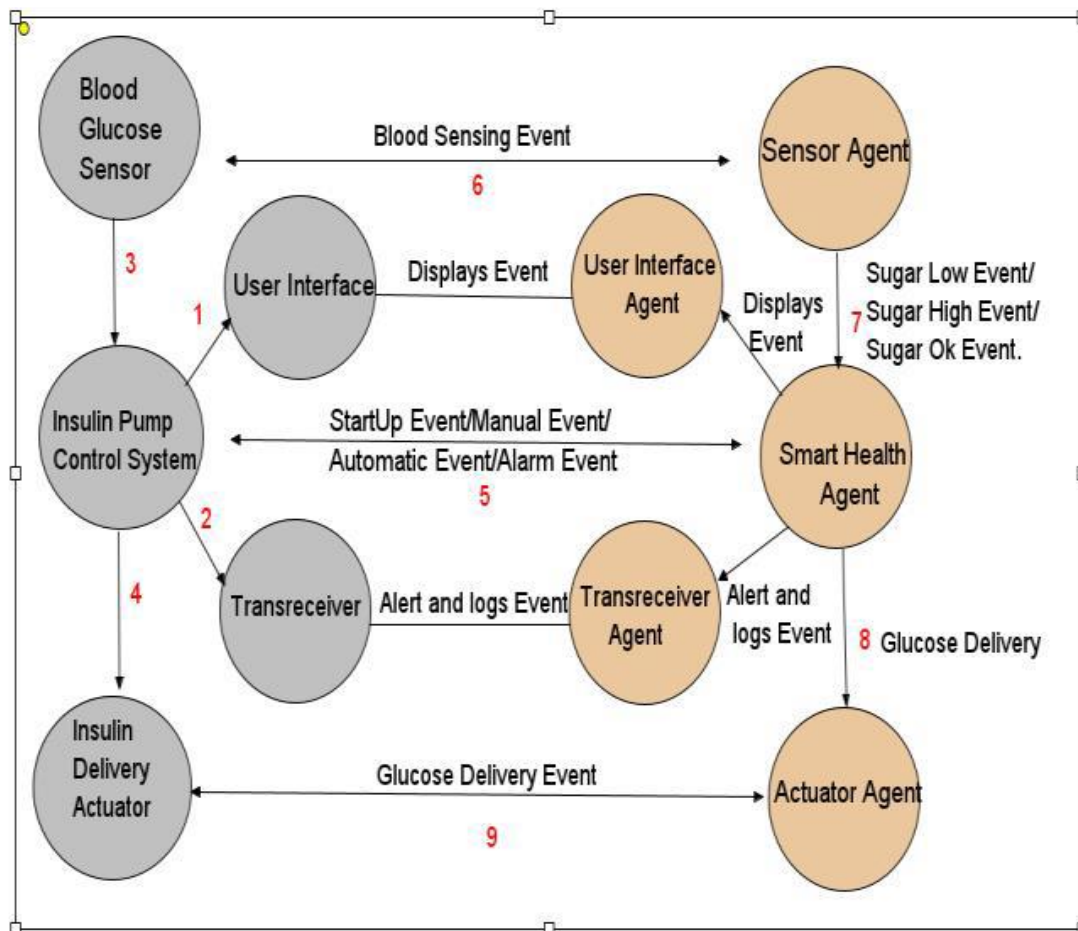 Blood
Glucose
Sensor
Blood Sensing Event
6
Sensor Agent
3
1
User Interface
Displays Event
User Interface
Agent
Displays
Event
7
Sugar Low Event/
Sugar High Event/
Sugar Ok Event.
Insulin Pump
Control System
StartUp Event/Manual Event/
Automatic Event/Alarm Event
5
Smart Health
Agent
2
4
Transreceiver
Alert and logs Event
Transreceiver
Agent
Alert and
logs Event
8 Glucose Delivery
Insulin
Delivery
Actuator
Glucose Delivery Event
9
Actuator Agent